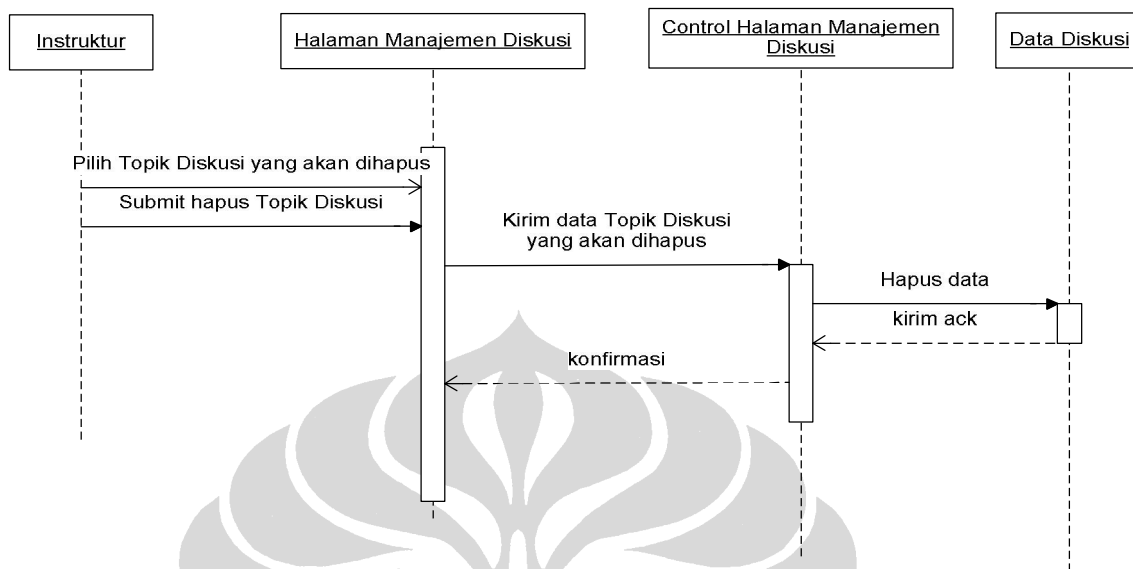 Instruktur
Halaman Manajemen Diskusi
Control Halaman Manajemen
Diskusi
Data Diskusi
Pilih Topik Diskusi yang akan dihapus
Submit hapus Topik Diskusi
Kirim data Topik Diskusi
yang akan dihapus
Hapus data
kirim ack
konfirmasi